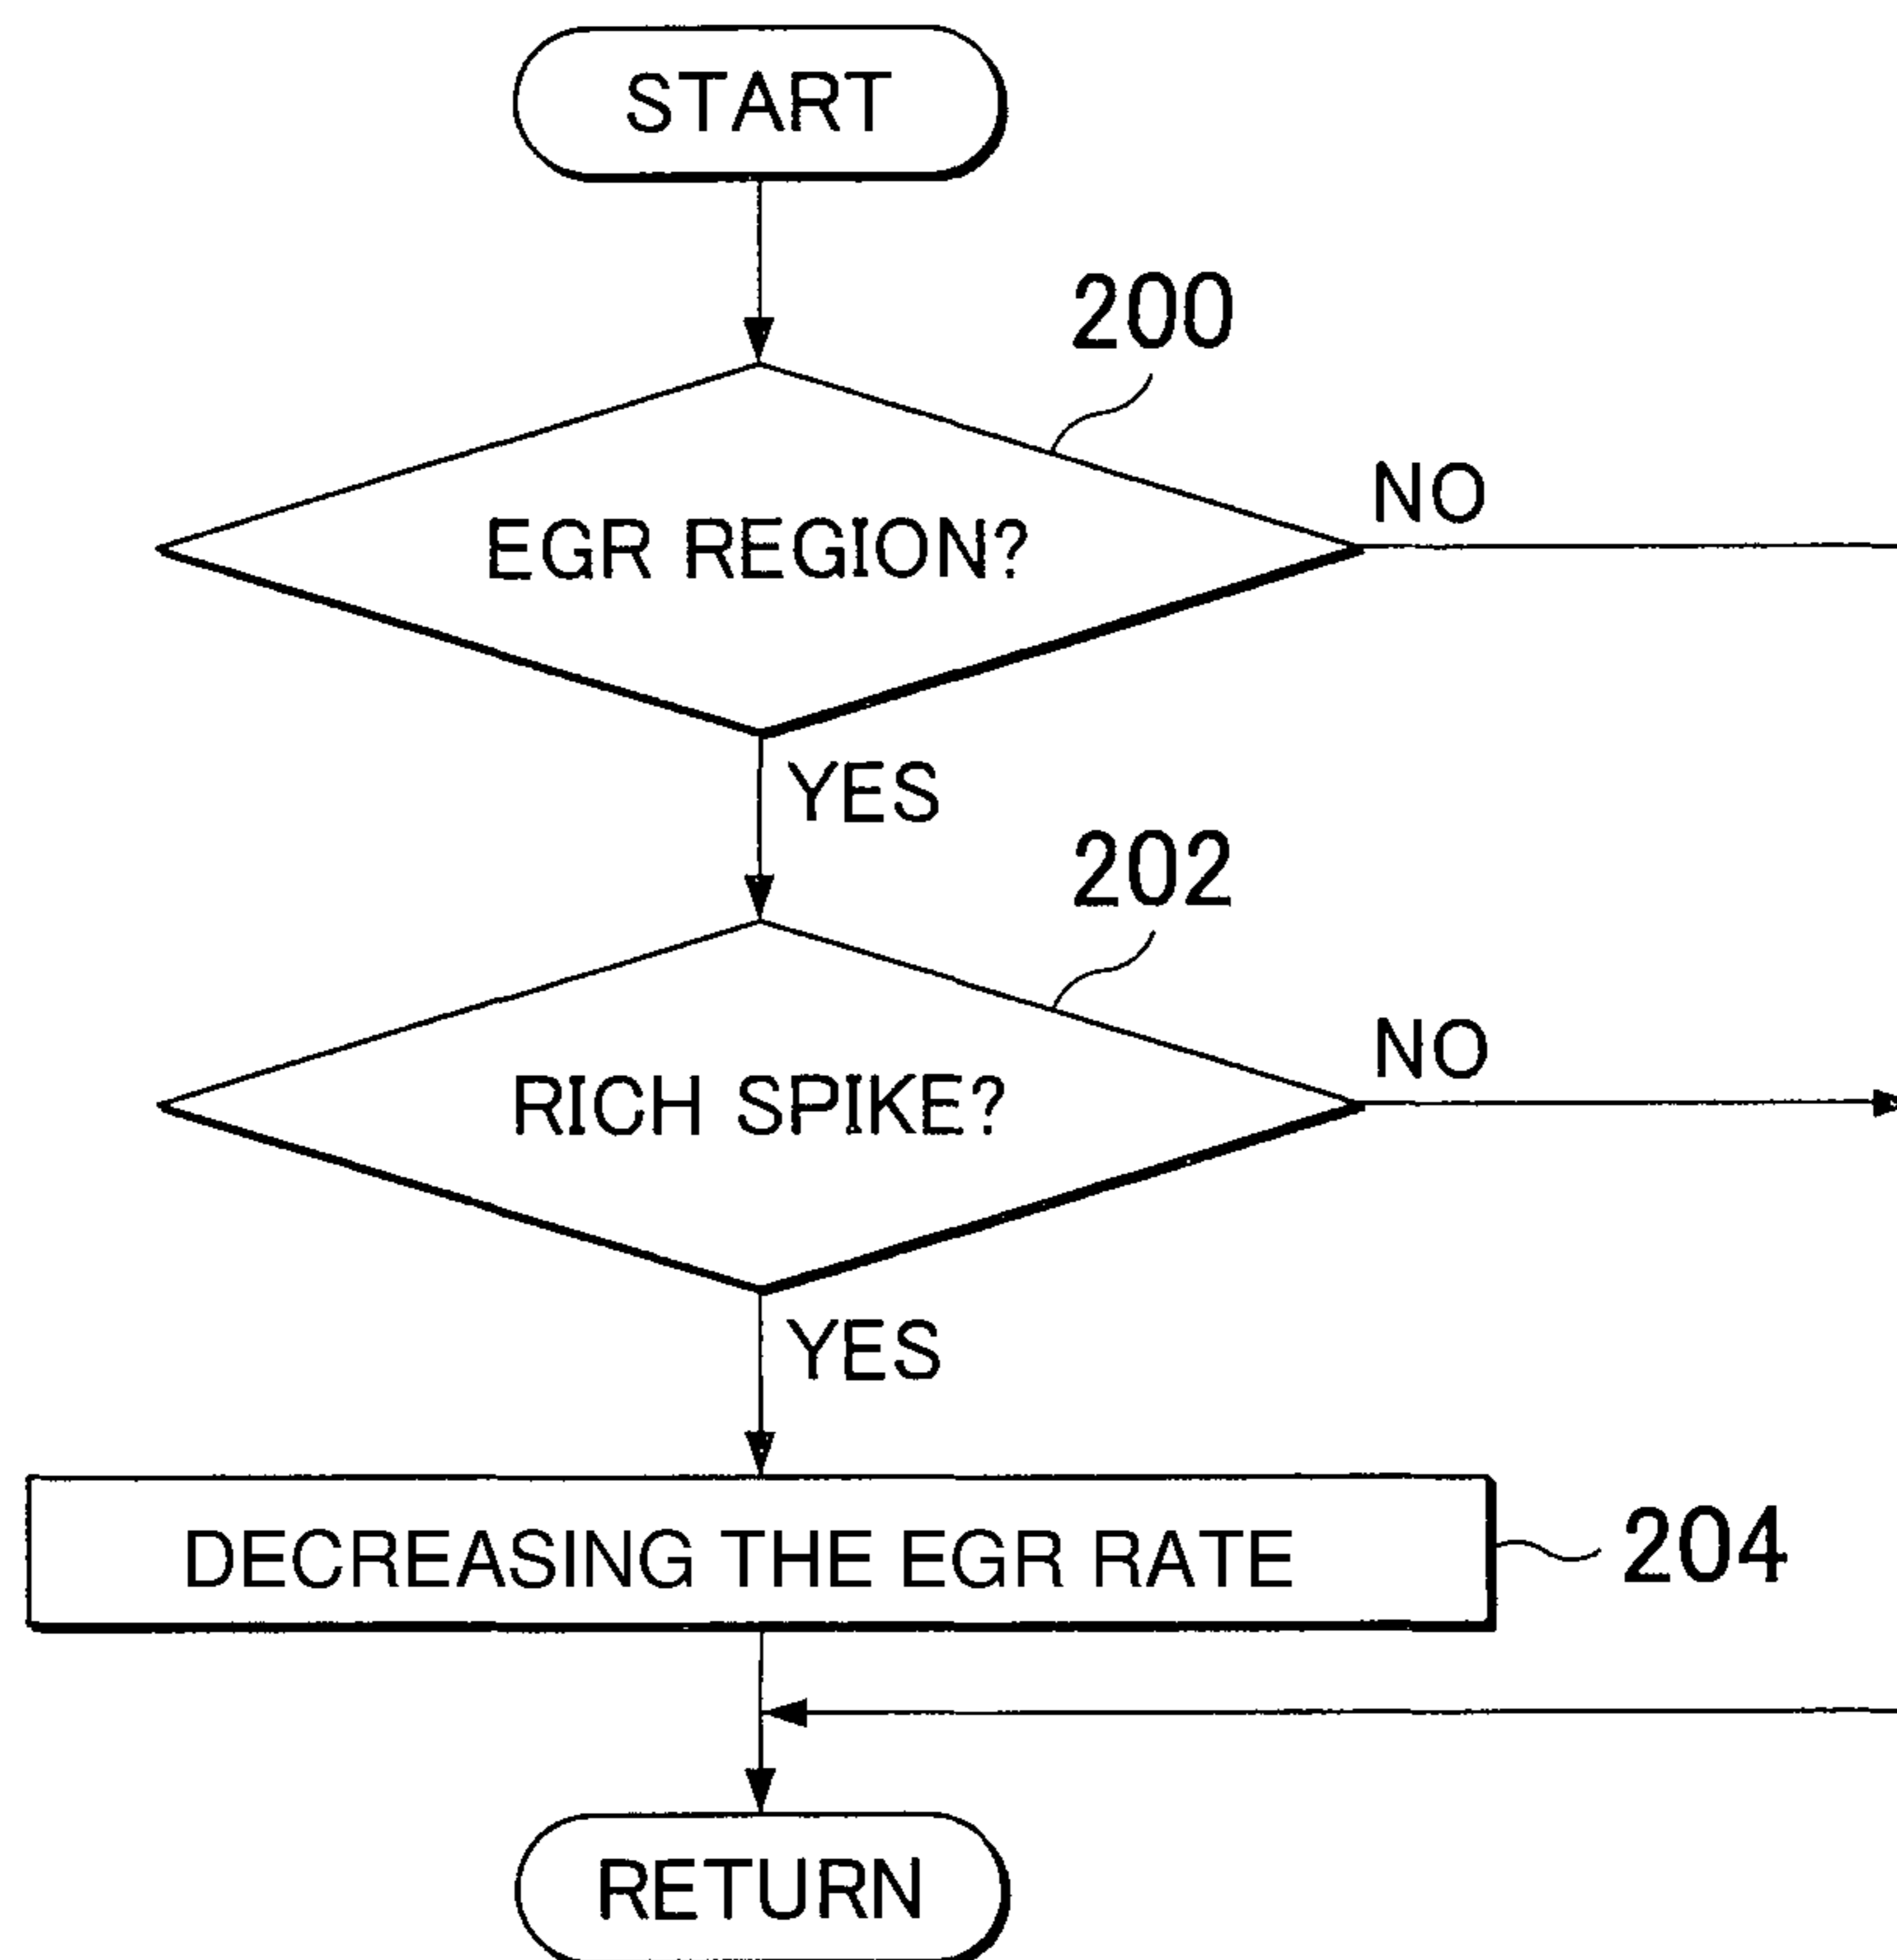 START
200
EGR REGION?
NO
YES
202
RICH SPIKE?
NO
YES
DECREASING THE EGR RATE
204
RETURN